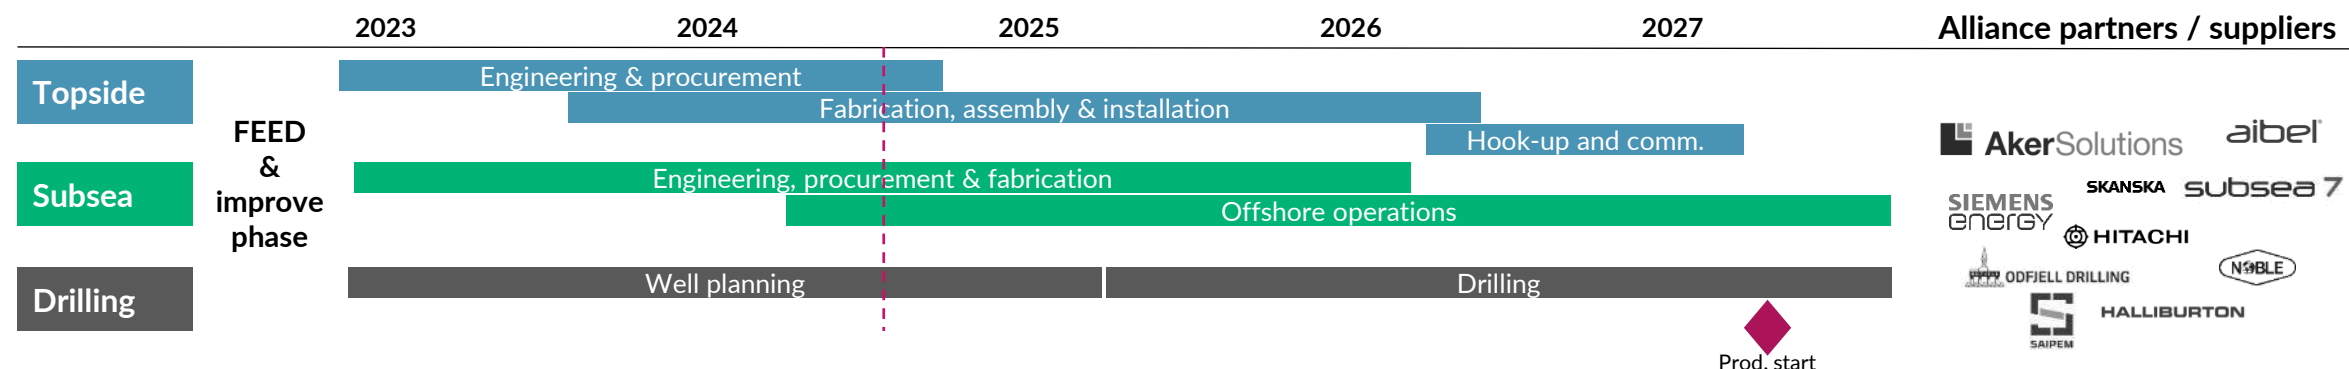 2023 2024 2025 2026 2027 Alliance partners / suppliers
Topside
Engineering & procurement
Fabrication, assembly & installation
Hook-up and comm.
FEED
&
improve
phase
Subsea
Engineering, procurement & fabrication
Offshore operations
Drilling
Well planning
Drilling
Prod. start
AkerSolutions
aibel
SIEMENS
energy
SKANSKA
subsea 7
HITACHI
ODFJELL DRILLING
NOBLE
SAIPEM
HALLIBURTON